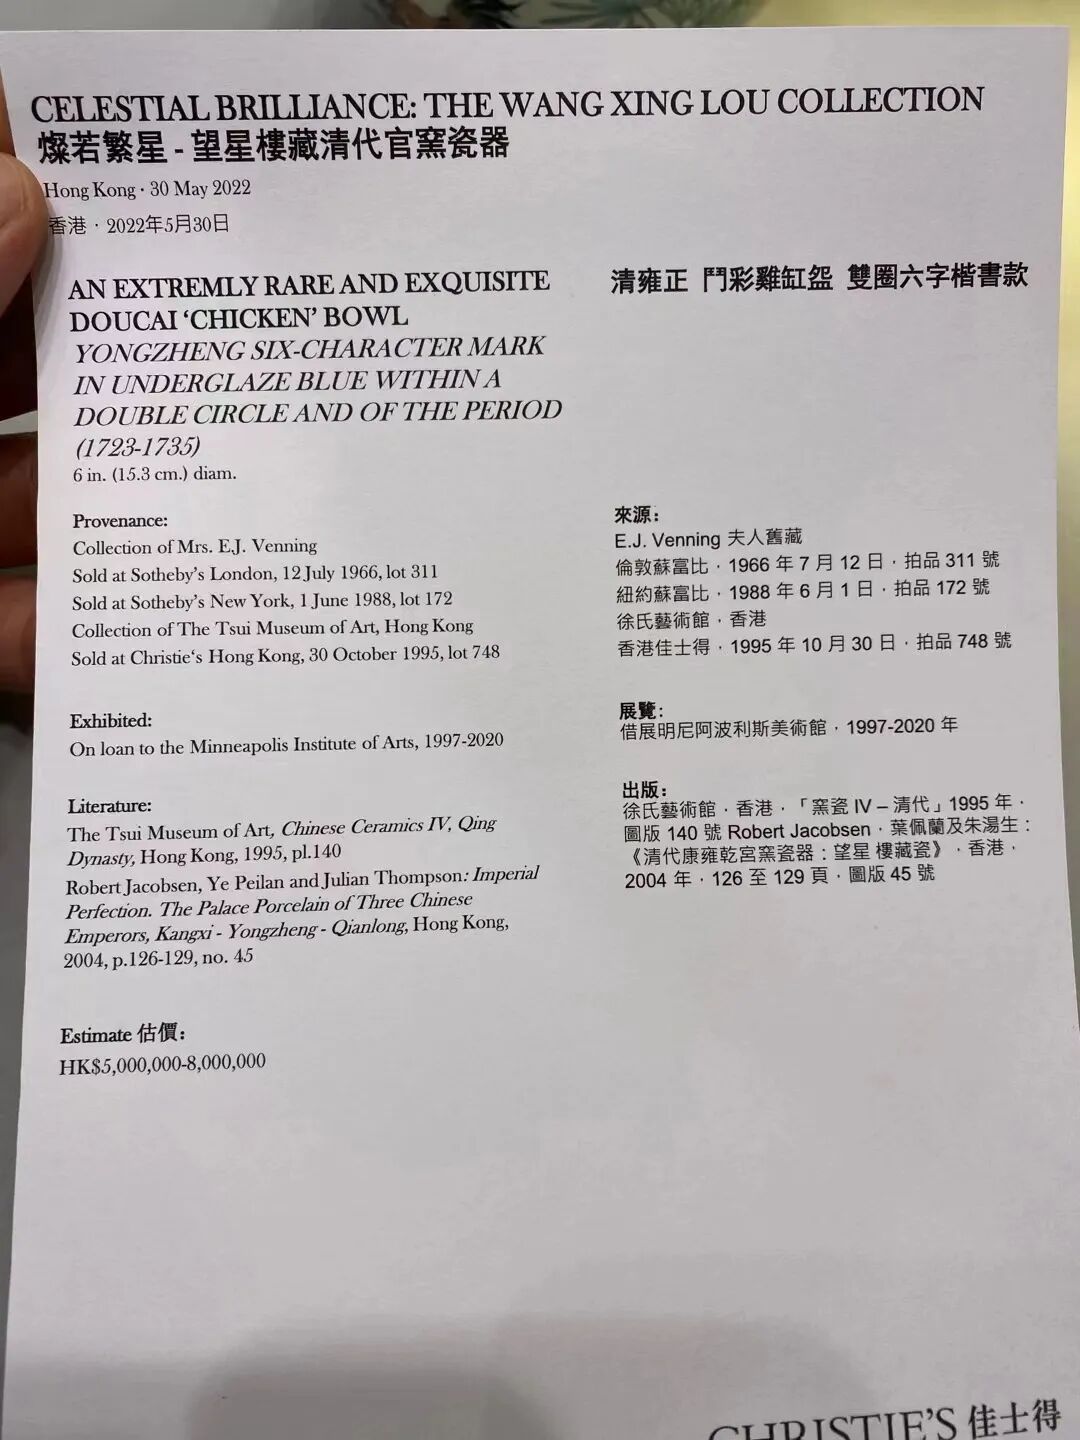 CELESTIAL BRILLIANCE: THE WANG XING LOU COLLECTION
燦若繁星 - 望星樓藏清代官窯瓷器
Hong Kong · 30 May 2022
香港 · 2022年5月30日
AN EXTREMLY RARE AND EXQUISITE
DOUCAI ‘CHICKEN’ BOWL
YONGZHENG SIX-CHARACTER MARK
IN UNDERGLAZE BLUE WITHIN A
DOUBLE CIRCLE AND OF THE PERIOD
(1723-1735)
6 in. (15.3 cm.) diam.
清雍正 鬥彩雞缸盌 雙圈六字楷書款
Provenance:
Collection of Mrs. E.J. Venning
Sold at Sotheby’s London, 12 July 1966, lot 311
Sold at Sotheby’s New York, 1 June 1988, lot 172
Collection of The Tsui Museum of Art, Hong Kong
Sold at Christie‘s Hong Kong, 30 October 1995, lot 748
來源：
E.J. Venning 夫人舊藏
倫敦蘇富比，1966 年 7 月 12 日，拍品 311 號
紐約蘇富比，1988 年 6 月 1 日，拍品 172 號
徐氏藝術館，香港
香港佳士得，1995 年 10 月 30 日，拍品 748 號
Exhibited:
On loan to the Minneapolis Institute of Arts, 1997-2020
展覽：
借展明尼阿波利斯美術館，1997-2020 年
Literature:
The Tsui Museum of Art, Chinese Ceramics IV, Qing
Dynasty, Hong Kong, 1995, pl.140
Robert Jacobsen, Ye Peilan and Julian Thompson: Imperial
Perfection. The Palace Porcelain of Three Chinese
Emperors, Kangxi - Yongzheng - Qianlong, Hong Kong,
2004, p.126-129, no. 45
出版：
徐氏藝術館，香港，「窯瓷 IV – 清代」1995 年，
圖版 140 號 Robert Jacobsen，葉佩蘭及朱湯生：
《清代康雍乾宮窯瓷器：望星 樓藏瓷》，香港，
2004 年，126 至 129 頁，圖版 45 號
Estimate 估價：
HK$5,000,000-8,000,000
CHRISTIE’S 佳士得